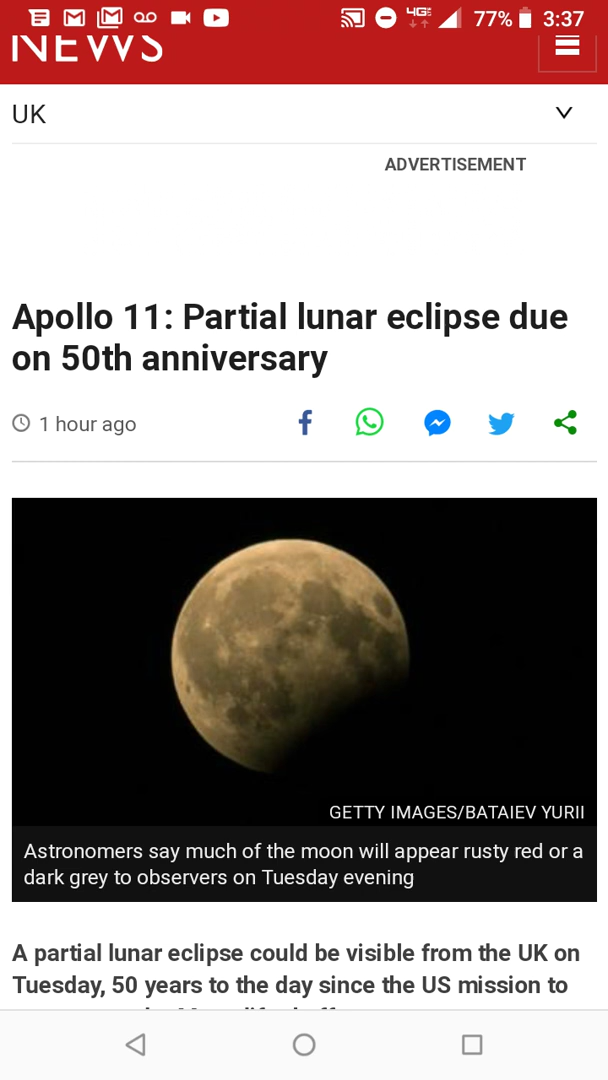 4GE 77% 3:37
NEWS
UK
ADVERTISEMENT
Apollo 11: Partial lunar eclipse due
on 50th anniversary
1 hour ago
GETTY IMAGES/BATAIEV YURII
Astronomers say much of the moon will appear rusty red or a
dark grey to observers on Tuesday evening
A partial lunar eclipse could be visible from the UK on
Tuesday, 50 years to the day since the US mission to